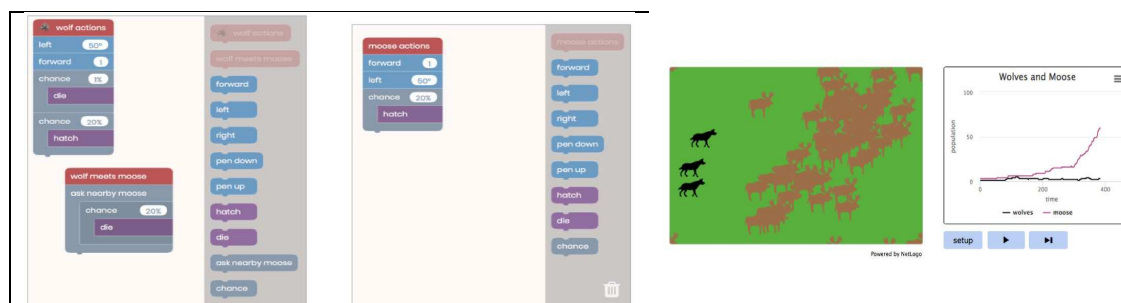 wolf actions
left 50°
forward 1
chance 1%
die
chance 20%
hatch
wolf meets moose
ask nearby moose
chance 20%
die
wolf actions
wolf meets moose
forward
left
right
pen down
pen up
hatch
die
ask nearby moose
chance
moose actions
forward 1
left 50°
chance 20%
hatch
moose actions
forward
left
right
pen down
pen up
hatch
die
chance
Powered by NetLogo
Wolves and Moose
100
50
0
population
0 200 400
time
wolves moose
setup